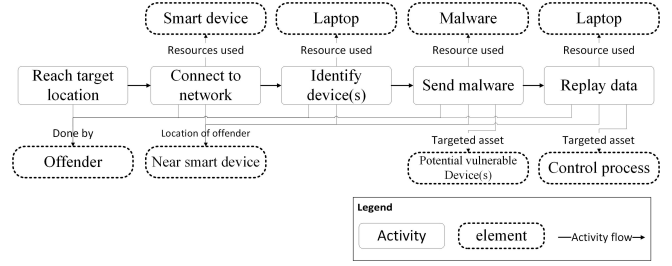 Smart device
Laptop
Malware
Laptop
Resources used
Resource used
Resource used
Resource used
Reach target
location
Connect to
network
Identify
device(s)
Send malware
Replay data
Done by
Location of offender
Targeted asset
Targeted asset
Offender
Near smart device
Potential vulnerable
Device(s)
Control process
Legend
Activity
element
Activity flow